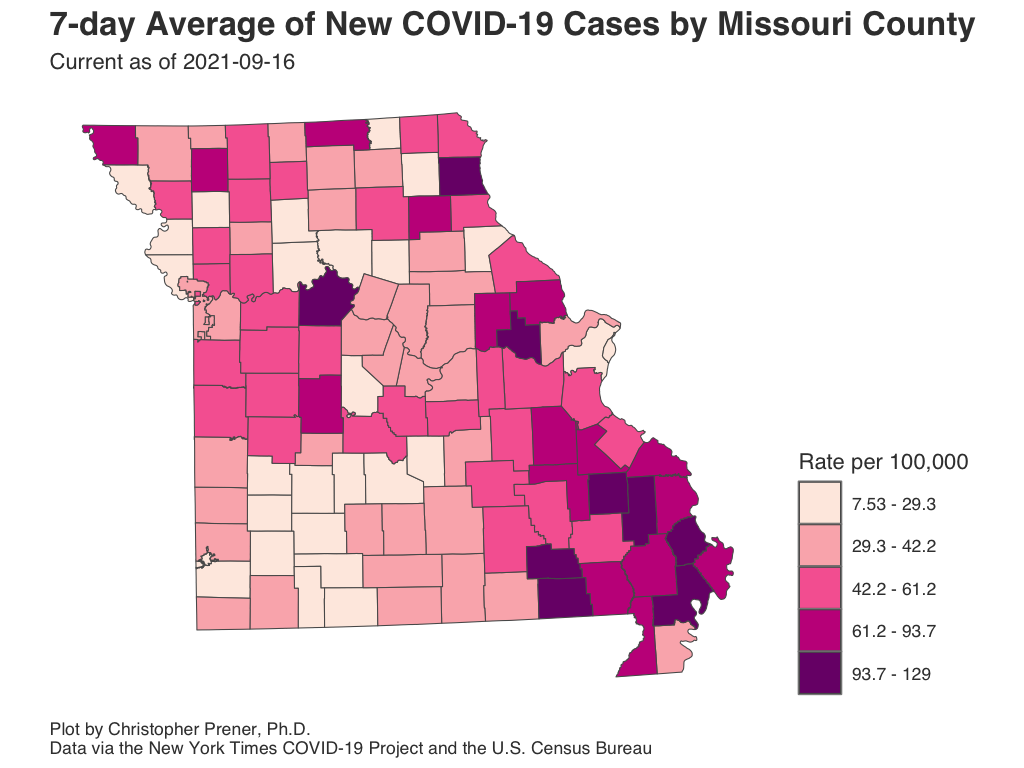 7-day Average of New COVID-19 Cases by Missouri County
Current as of 2021-09-16
Rate per 100,000
7.53 - 29.3
29.3 - 42.2
42.2 - 61.2
61.2 - 93.7
93.7 - 129
Plot by Christopher Prener, Ph.D.
Data via the New York Times COVID-19 Project and the U.S. Census Bureau